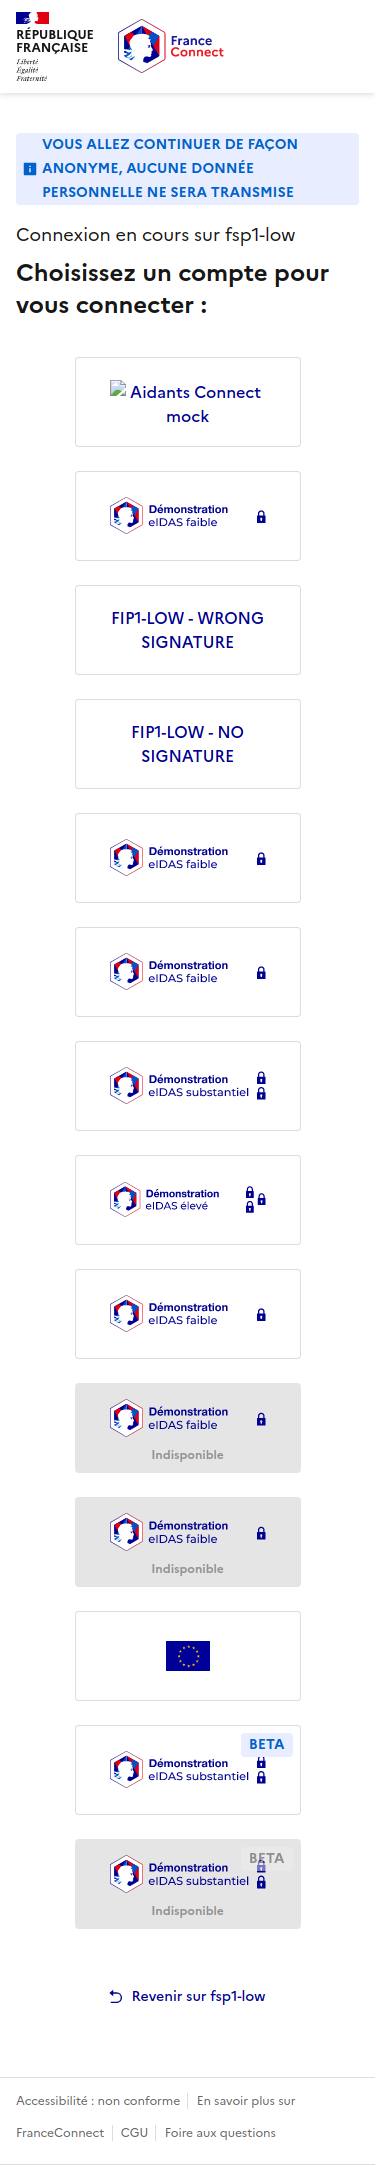 RÉPUBLIQUE
FRANÇAISE
Liberté
Égalité
Fraternité
France
Connect
VOUS ALLEZ CONTINUER DE FAÇON
ANONYME, AUCUNE DONNÉE
PERSONNELLE NE SERA TRANSMISE
Connexion en cours sur fsp1-low
Choisissez un compte pour
vous connecter :
Aidants Connect
mock
Démonstration
eIDAS faible
FIP1-LOW - WRONG
SIGNATURE
FIP1-LOW - NO
SIGNATURE
Démonstration
eIDAS faible
Démonstration
eIDAS faible
Démonstration
eIDAS substantiel
Démonstration
eIDAS élevé
Démonstration
eIDAS faible
Démonstration
eIDAS faible
Indisponible
Démonstration
eIDAS faible
Indisponible
BETA
Démonstration
eIDAS substantiel
BETA
Démonstration
eIDAS substantiel
Indisponible
Revenir sur fsp1-low
Accessibilité : non conforme En savoir plus sur
FranceConnect CGU Foire aux questions